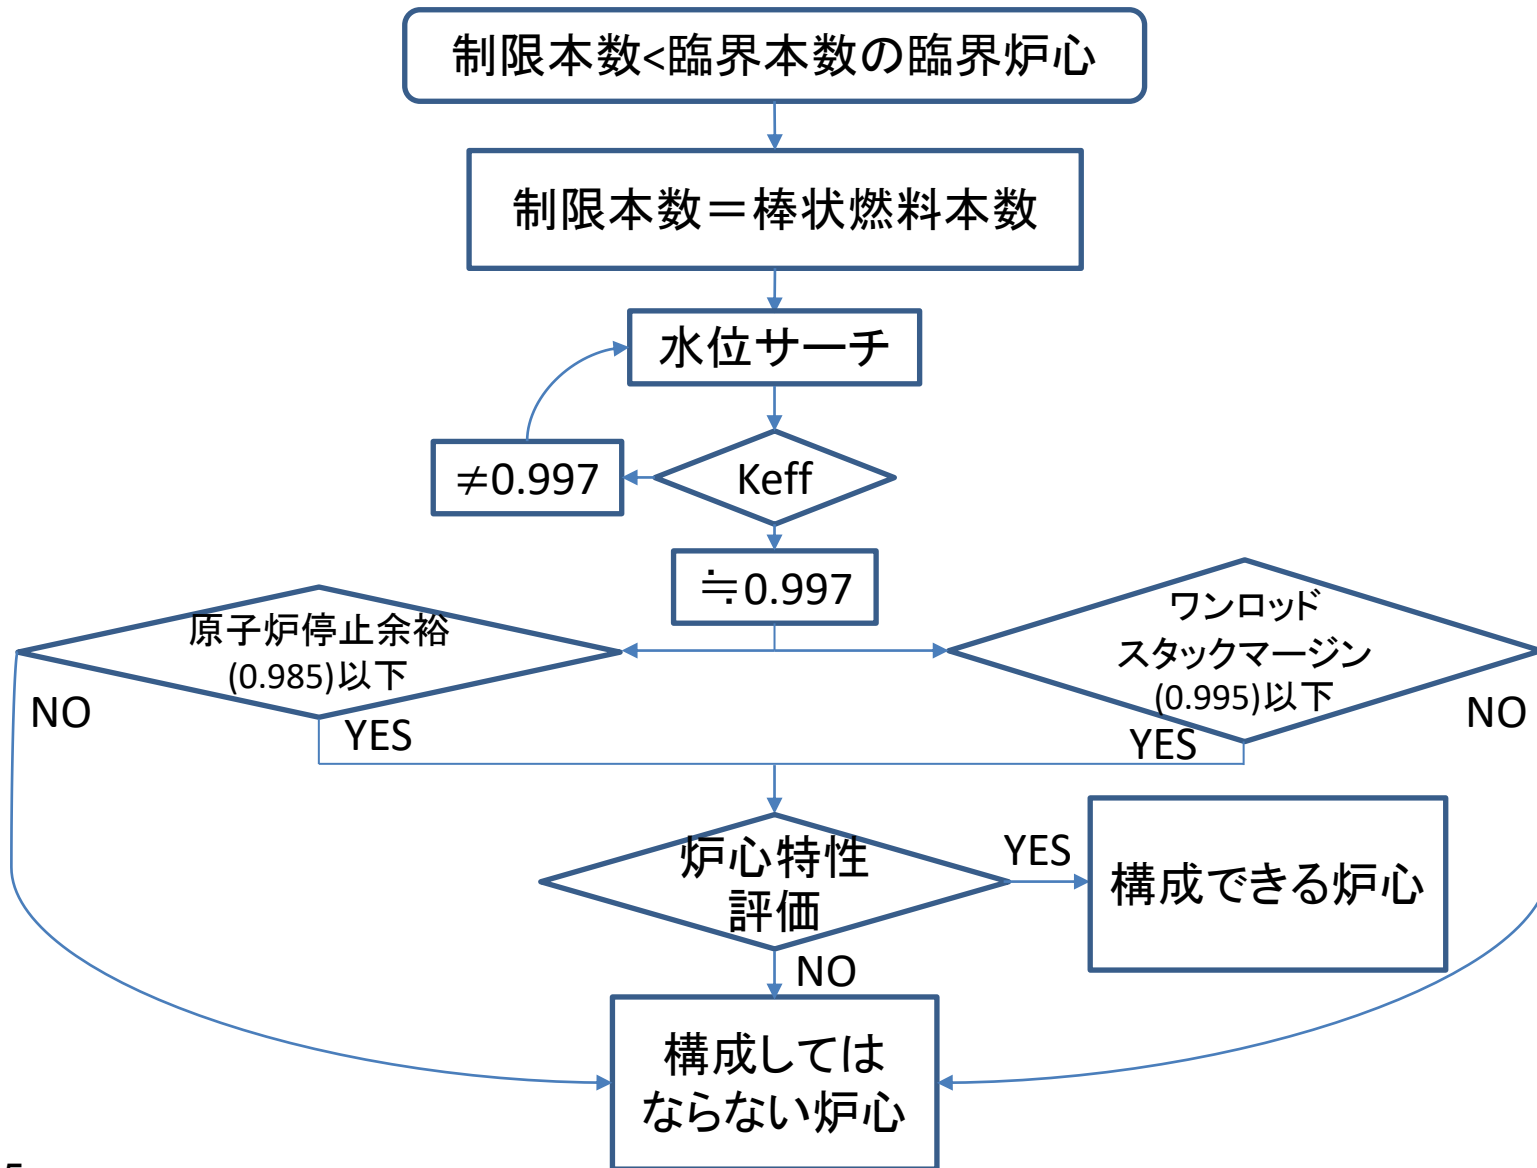 制限本数<臨界本数の臨界炉心
制限本数＝棒状燃料本数
水位サーチ
≠0.997
Keff
≒0.997
原子炉停止余裕
(0.985)以下
ワンロッド
スタックマージン
(0.995)以下
NO
YES
YES
NO
炉心特性
評価
YES
構成できる炉心
NO
構成しては
ならない炉心